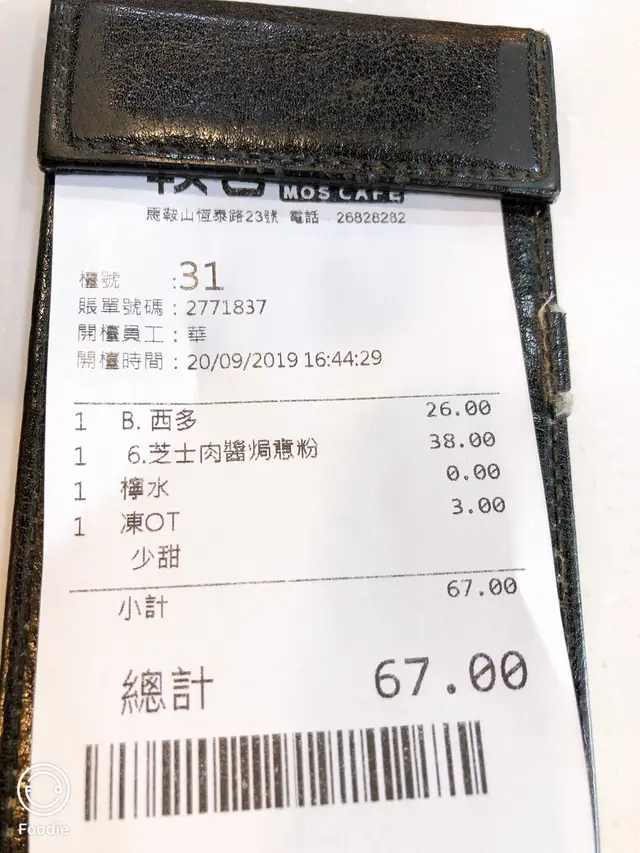 MOS CAFE
馬鞍山恆泰路23號 電話 26828282
檯號 :31
賬單號碼 : 2771837
開檯員工 : 華
開檯時間 : 20/09/2019 16:44:29
1 B. 西多 26.00
1 6.芝士肉醬焗薏粉 38.00
1 檸水 0.00
1 凍OT 3.00
少甜
小計 67.00
總計 67.00
Foodie